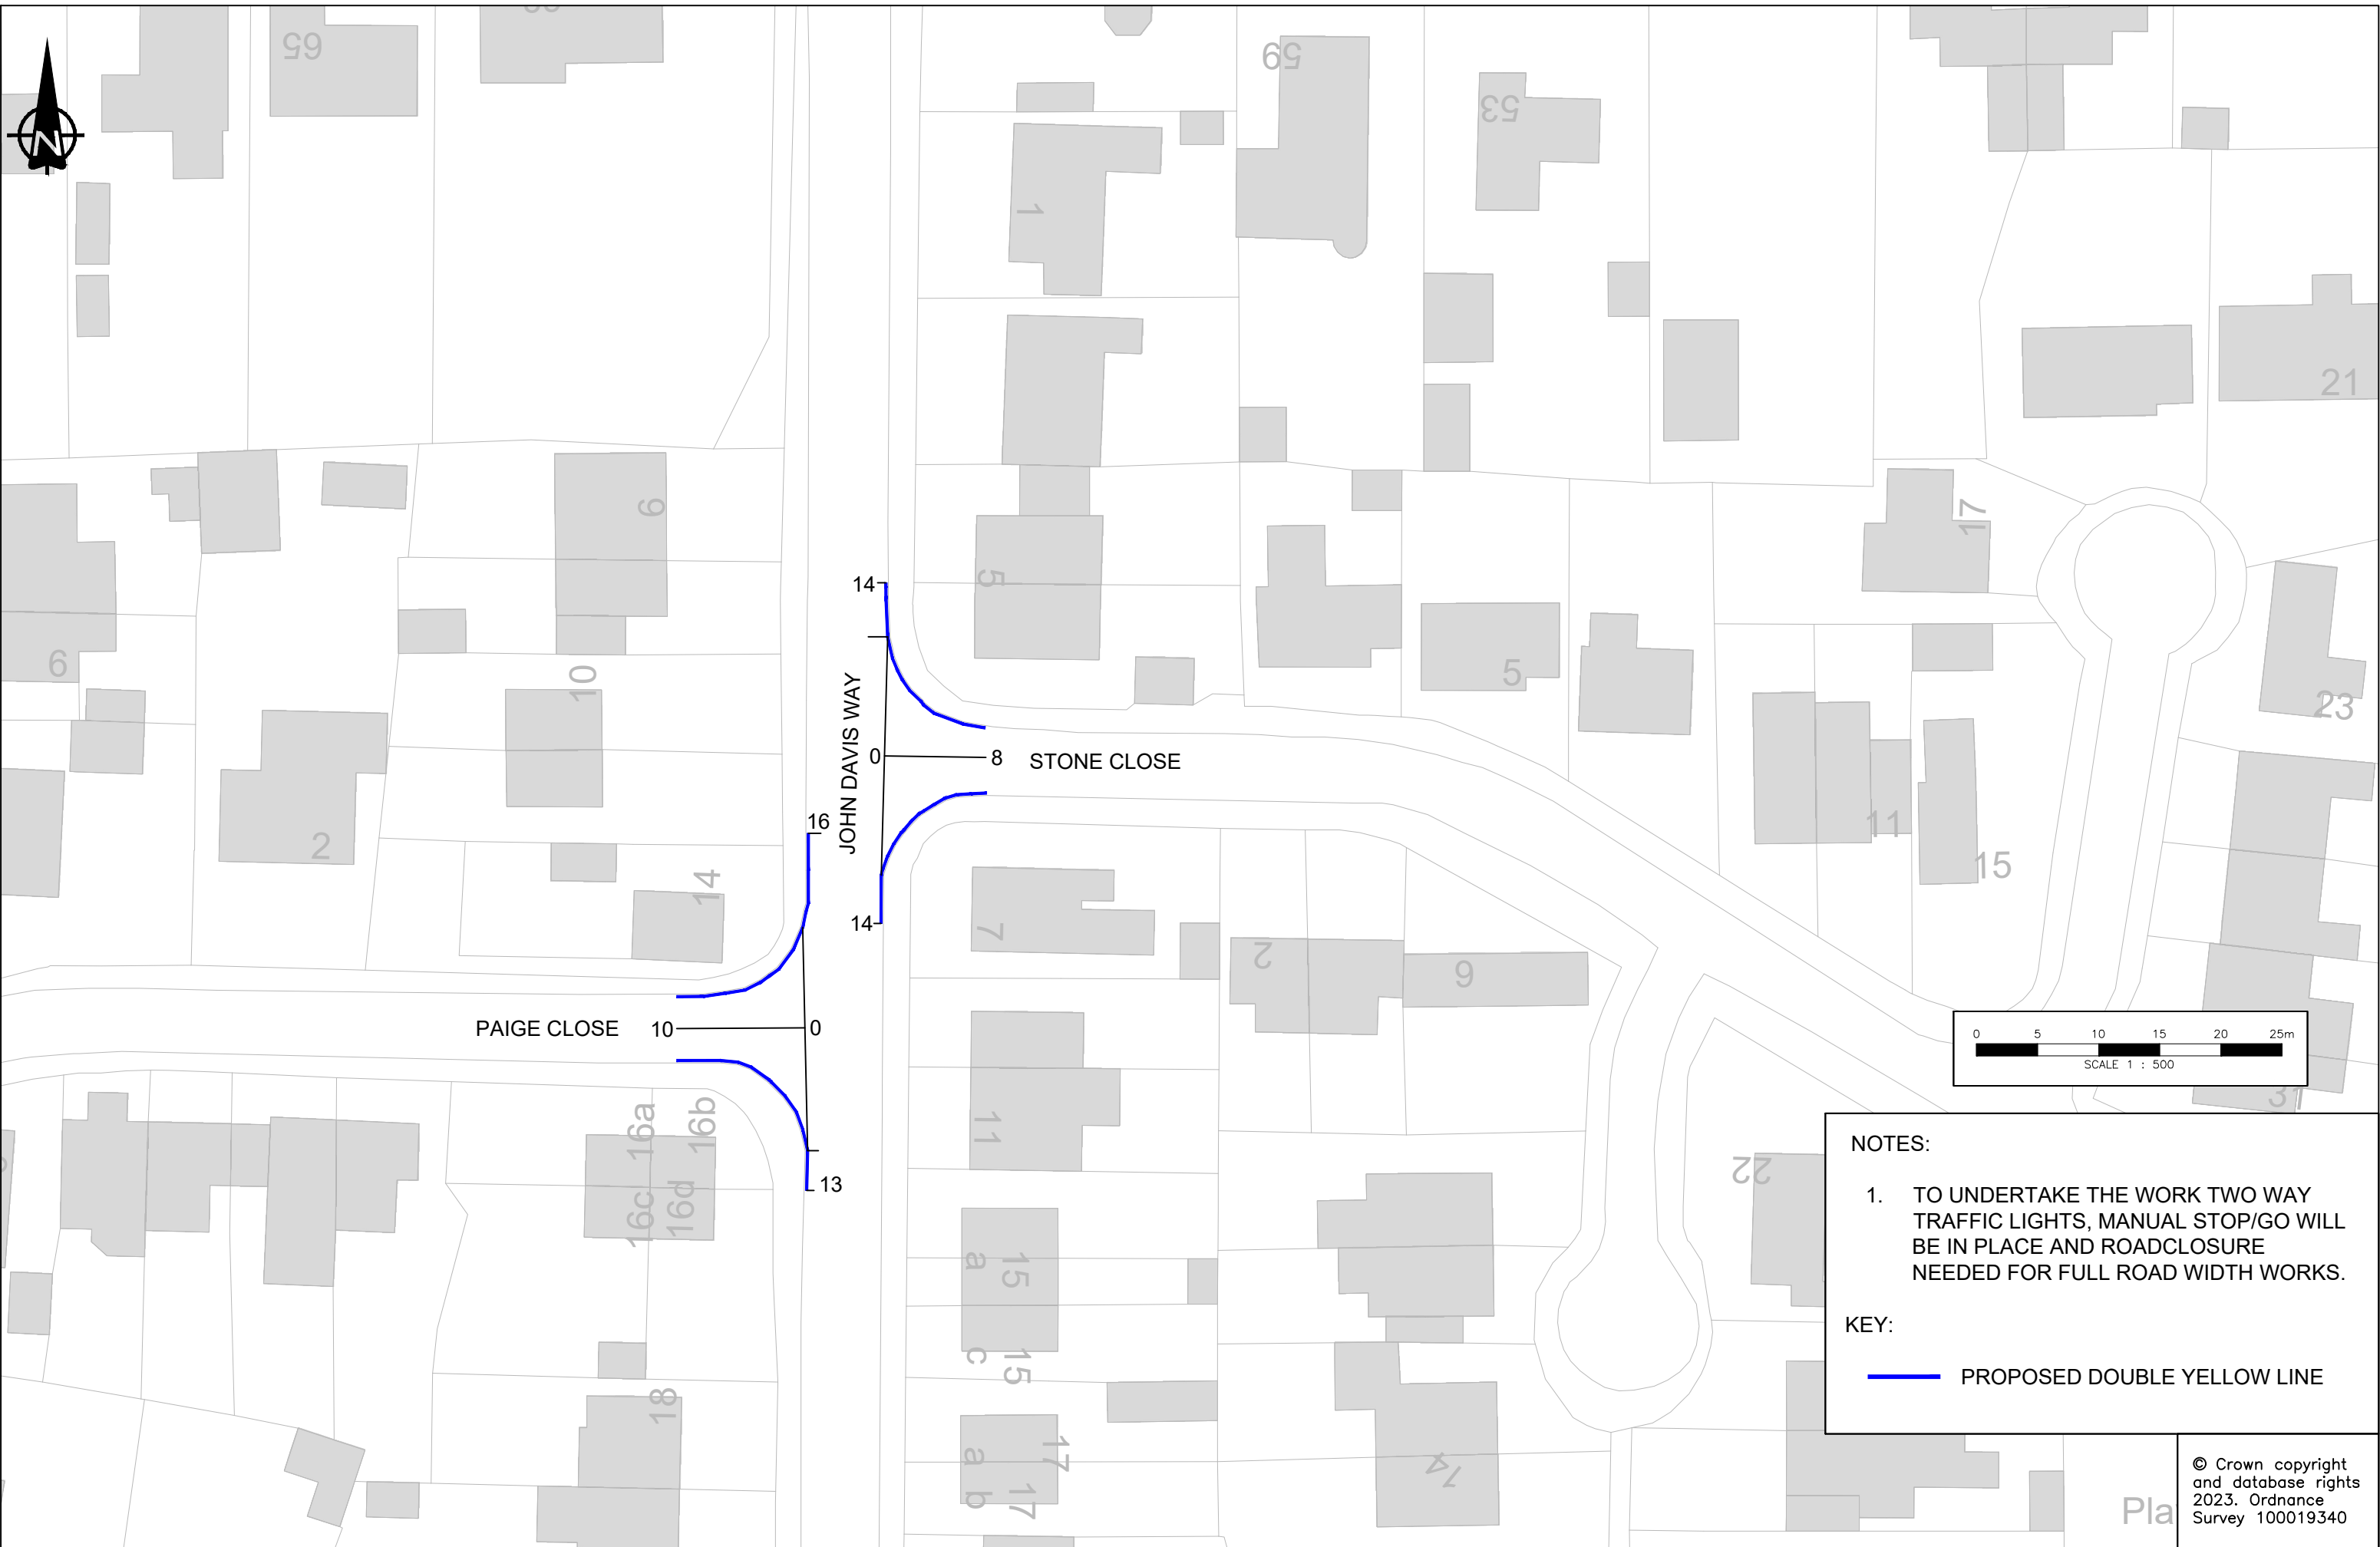 65
59
53
N
1
21
6
17
14
5
6
10
5
23
JOHN DAVIS WAY
0
8
STONE CLOSE
16
2
11
15
14
14
7
2
6
PAIGE CLOSE
10
0
0 5 10 15 20 25m
SCALE 1 : 500
31
16a
16b
11
13
16c
16d
22
NOTES:
1. TO UNDERTAKE THE WORK TWO WAY
TRAFFIC LIGHTS, MANUAL STOP/GO WILL
BE IN PLACE AND ROADCLOSURE
NEEDED FOR FULL ROAD WIDTH WORKS.
KEY:
PROPOSED DOUBLE YELLOW LINE
15
a
15
c
18
17
a
17
b
14
© Crown copyright
and database rights
2023. Ordnance
Survey 100019340